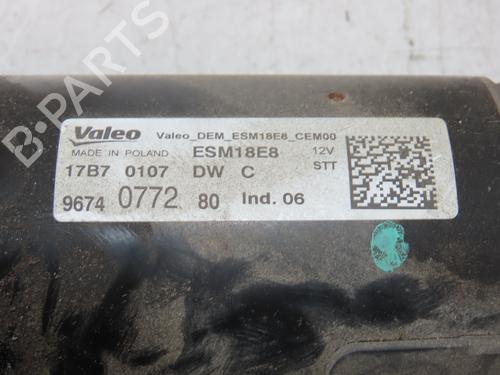 Valeo Valeo_DEM_ESM18E8_CEM00
MADE IN POLAND ESM18E8 12V
17B7 0107 DW C STT
9674 0772 80 Ind. 06
B-PARTS